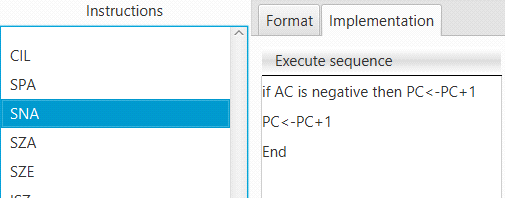 Instructions
CIL
SPA
SNA
SZA
SZE
ISZ
Format
Implementation
Execute sequence
if AC is negative then PC<-PC+1
PC<-PC+1
End